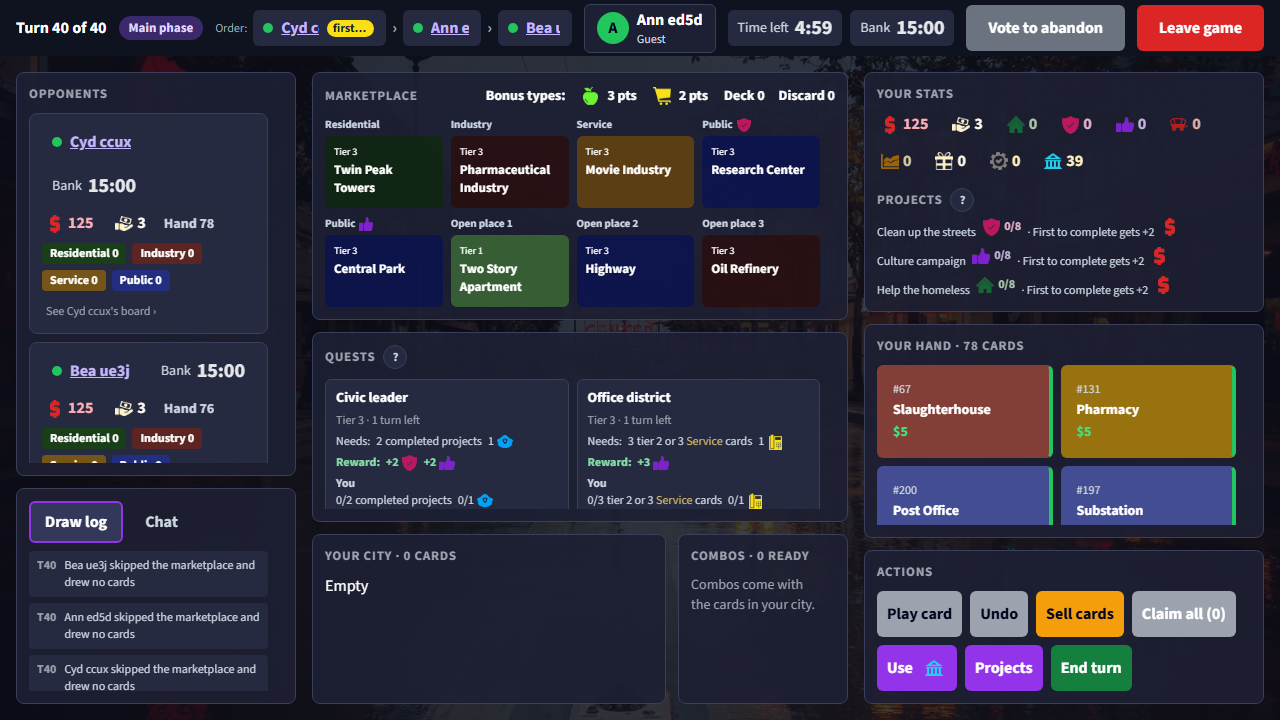 Turn 40 of 40
Main phase
Order:
Cyd c
first...
›
Ann e
›
Bea u
A
Ann ed5d
Guest
Time left 4:59
Bank 15:00
Vote to abandon
Leave game
OPPONENTS
Cyd ccux
Bank 15:00
125
3
Hand 78
Residential 0
Industry 0
Service 0
Public 0
See Cyd ccux's board ›
Bea ue3j
Bank 15:00
125
3
Hand 76
Residential 0
Industry 0
Service 0
Public 0
Draw log
Chat
T40 Bea ue3j skipped the marketplace and
drew no cards
T40 Ann ed5d skipped the marketplace and
drew no cards
T40 Cyd ccux skipped the marketplace and
drew no cards
MARKETPLACE
Bonus types:
3 pts
2 pts
Deck 0
Discard 0
Residential
Tier 3
Twin Peak
Towers
Industry
Tier 3
Pharmaceutical
Industry
Service
Tier 3
Movie Industry
Public
Tier 3
Research Center
Public
Tier 3
Central Park
Open place 1
Tier 1
Two Story
Apartment
Open place 2
Tier 3
Highway
Open place 3
Tier 3
Oil Refinery
QUESTS
?
Civic leader
Tier 3 · 1 turn left
Needs: 2 completed projects 1
Reward: +2 +2
You
0/2 completed projects 0/1
Office district
Tier 3 · 1 turn left
Needs: 3 tier 2 or 3 Service cards 1
Reward: +3
You
0/3 tier 2 or 3 Service cards 0/1
YOUR CITY · 0 CARDS
Empty
COMBOS · 0 READY
Combos come with
the cards in your city.
YOUR STATS
125
3
0
0
0
0
0
0
0
39
PROJECTS
?
Clean up the streets 0/8 · First to complete gets +2
Culture campaign 0/8 · First to complete gets +2
Help the homeless 0/8 · First to complete gets +2
YOUR HAND · 78 CARDS
#67
Slaughterhouse
$5
#131
Pharmacy
$5
#200
Post Office
#197
Substation
ACTIONS
Play card
Undo
Sell cards
Claim all (0)
Use
Projects
End turn